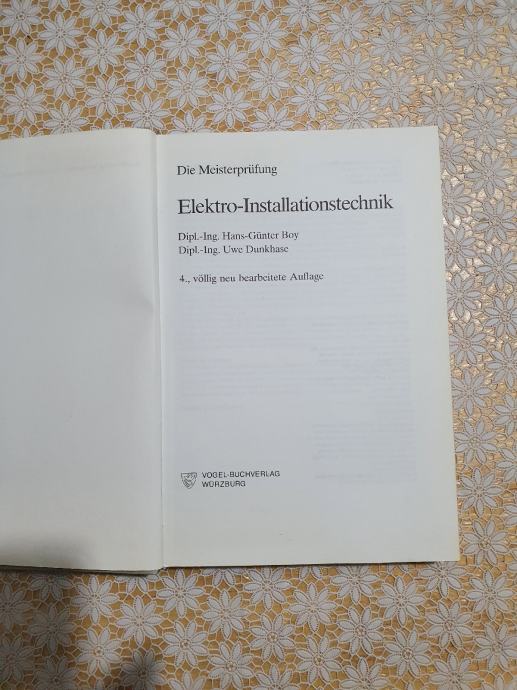 Die Meisterprüfung
Elektro-Installationstechnik
Dipl.-Ing. Hans-Günter Boy
Dipl.-Ing. Uwe Dunkhase
4., völlig neu bearbeitete Auflage
VOGEL-BUCHVERLAG
WÜRZBURG